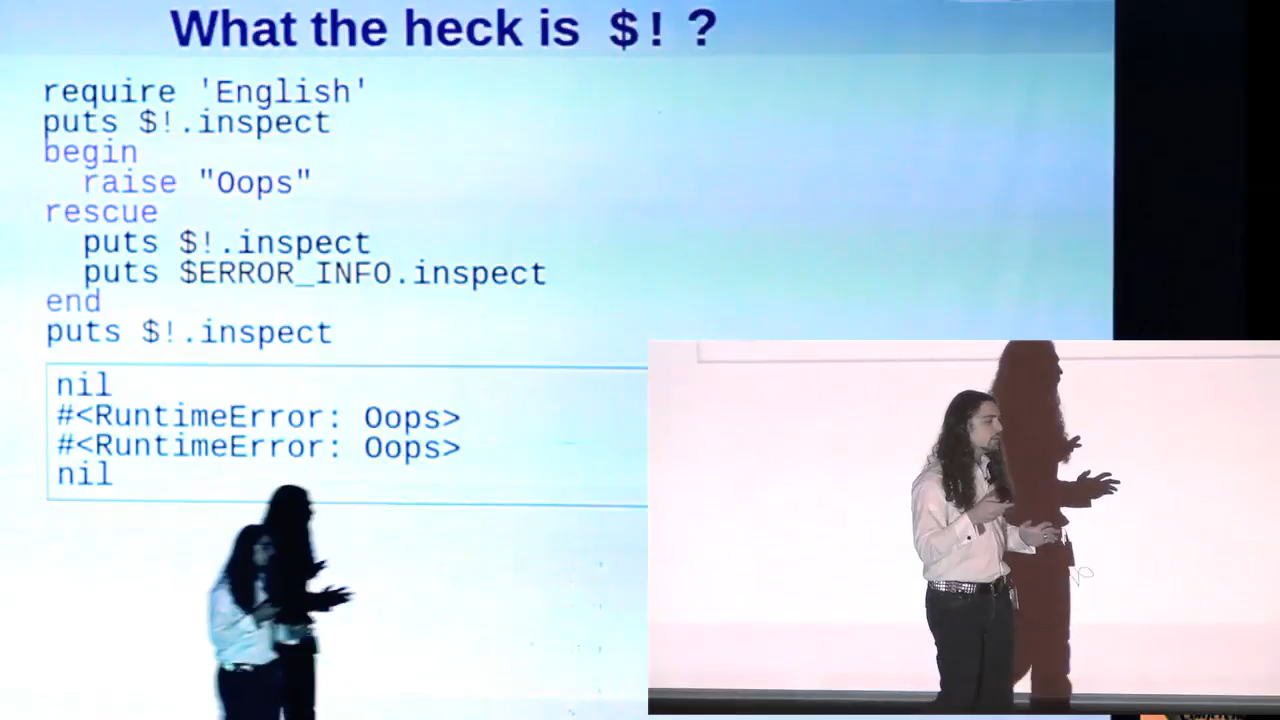 What the heck is $! ?
require 'English'
puts $!.inspect
begin
  raise "Oops"
rescue
  puts $!.inspect
  puts $ERROR_INFO.inspect
end
puts $!.inspect
nil
#<RuntimeError: Oops>
#<RuntimeError: Oops>
nil